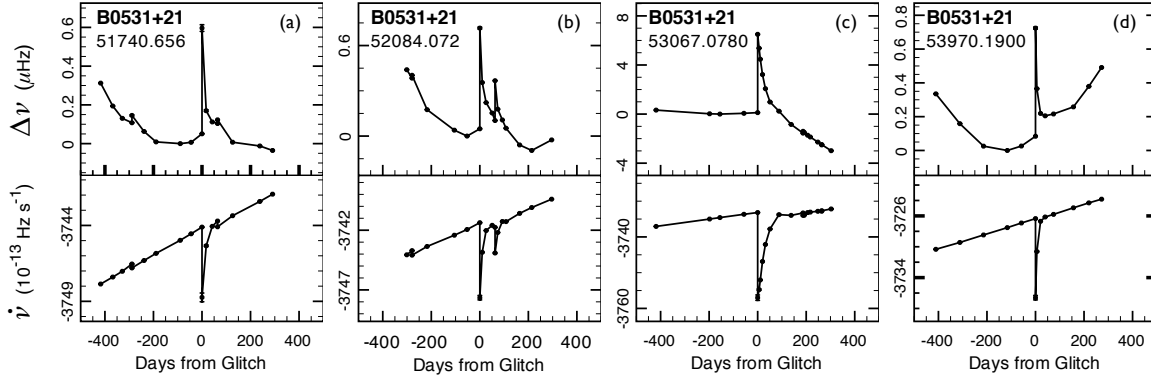 B0531+21 (a)
51740.656
B0531+21 (b)
52084.072
B0531+21 (c)
53067.0780
B0531+21 (d)
53970.1900
Δν (μHz)
0.6
0.4
0.2
0
0.6
0
8
4
0
-4
0.6
0.4
0.2
0
ν̇ (10⁻¹³ Hz s⁻¹)
-3744
-3749
-3742
-3747
-3740
-3760
-3726
-3734
-400 -200 0 200 400
-400 -200 0 200 400
-400 -200 0 200 400
-400 -200 0 200 400
Days from Glitch
Days from Glitch
Days from Glitch
Days from Glitch